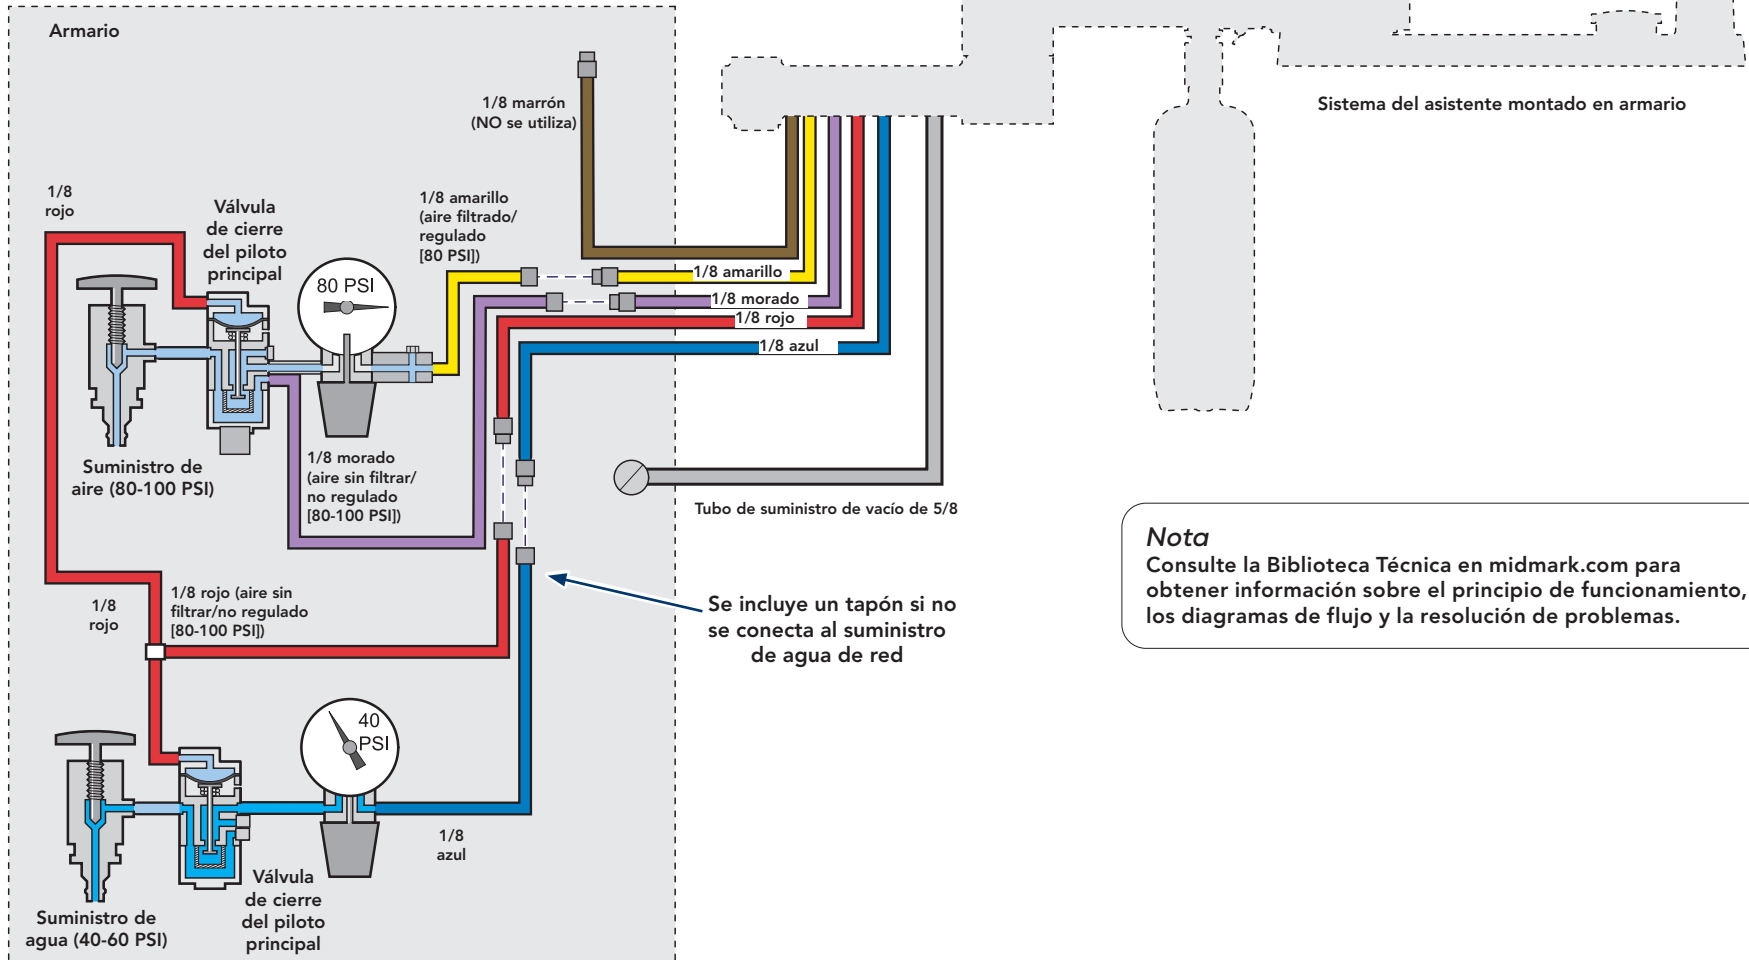 Armario
1/8 marrón
(NO se utiliza)
Sistema del asistente montado en armario
1/8
rojo
Válvula
de cierre
del piloto
principal
1/8 amarillo
(aire filtrado/
regulado
[80 PSI])
80 PSI
1/8 amarillo
1/8 morado
1/8 rojo
1/8 azul
Suministro de
aire (80-100 PSI)
1/8 morado
(aire sin filtrar/
no regulado
[80-100 PSI])
Tubo de suministro de vacío de 5/8
Nota
Consulte la Biblioteca Técnica en midmark.com para
obtener información sobre el principio de funcionamiento,
los diagramas de flujo y la resolución de problemas.
1/8
rojo
1/8 rojo (aire sin
filtrar/no regulado
[80-100 PSI])
Se incluye un tapón si no
se conecta al suministro
de agua de red
40
PSI
1/8
azul
Válvula
de cierre
del piloto
principal
Suministro de
agua (40-60 PSI)